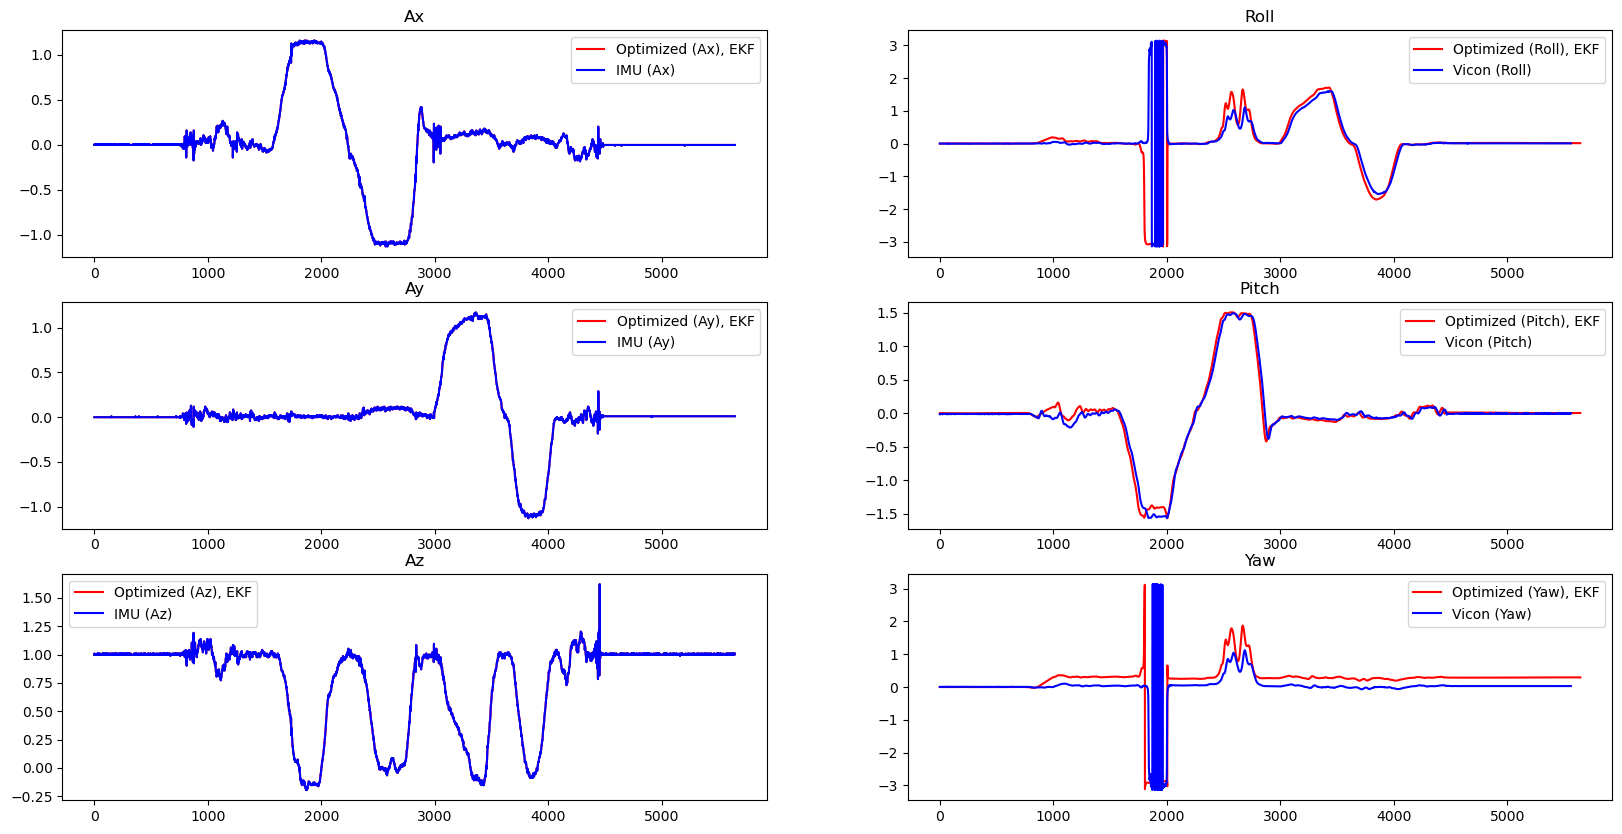 Ax
1.0
0.5
0.0
−0.5
−1.0
Optimized (Ax), EKF
IMU (Ax)
0 1000 2000 3000 4000 5000
Roll
3
2
1
0
−1
−2
−3
Optimized (Roll), EKF
Vicon (Roll)
0 1000 2000 3000 4000 5000
Ay
1.0
0.5
0.0
−0.5
−1.0
Optimized (Ay), EKF
IMU (Ay)
0 1000 2000 3000 4000 5000
Pitch
1.5
1.0
0.5
0.0
−0.5
−1.0
−1.5
Optimized (Pitch), EKF
Vicon (Pitch)
0 1000 2000 3000 4000 5000
Az
1.50
1.25
1.00
0.75
0.50
0.25
0.00
−0.25
Optimized (Az), EKF
IMU (Az)
0 1000 2000 3000 4000 5000
Yaw
3
2
1
0
−1
−2
−3
Optimized (Yaw), EKF
Vicon (Yaw)
0 1000 2000 3000 4000 5000